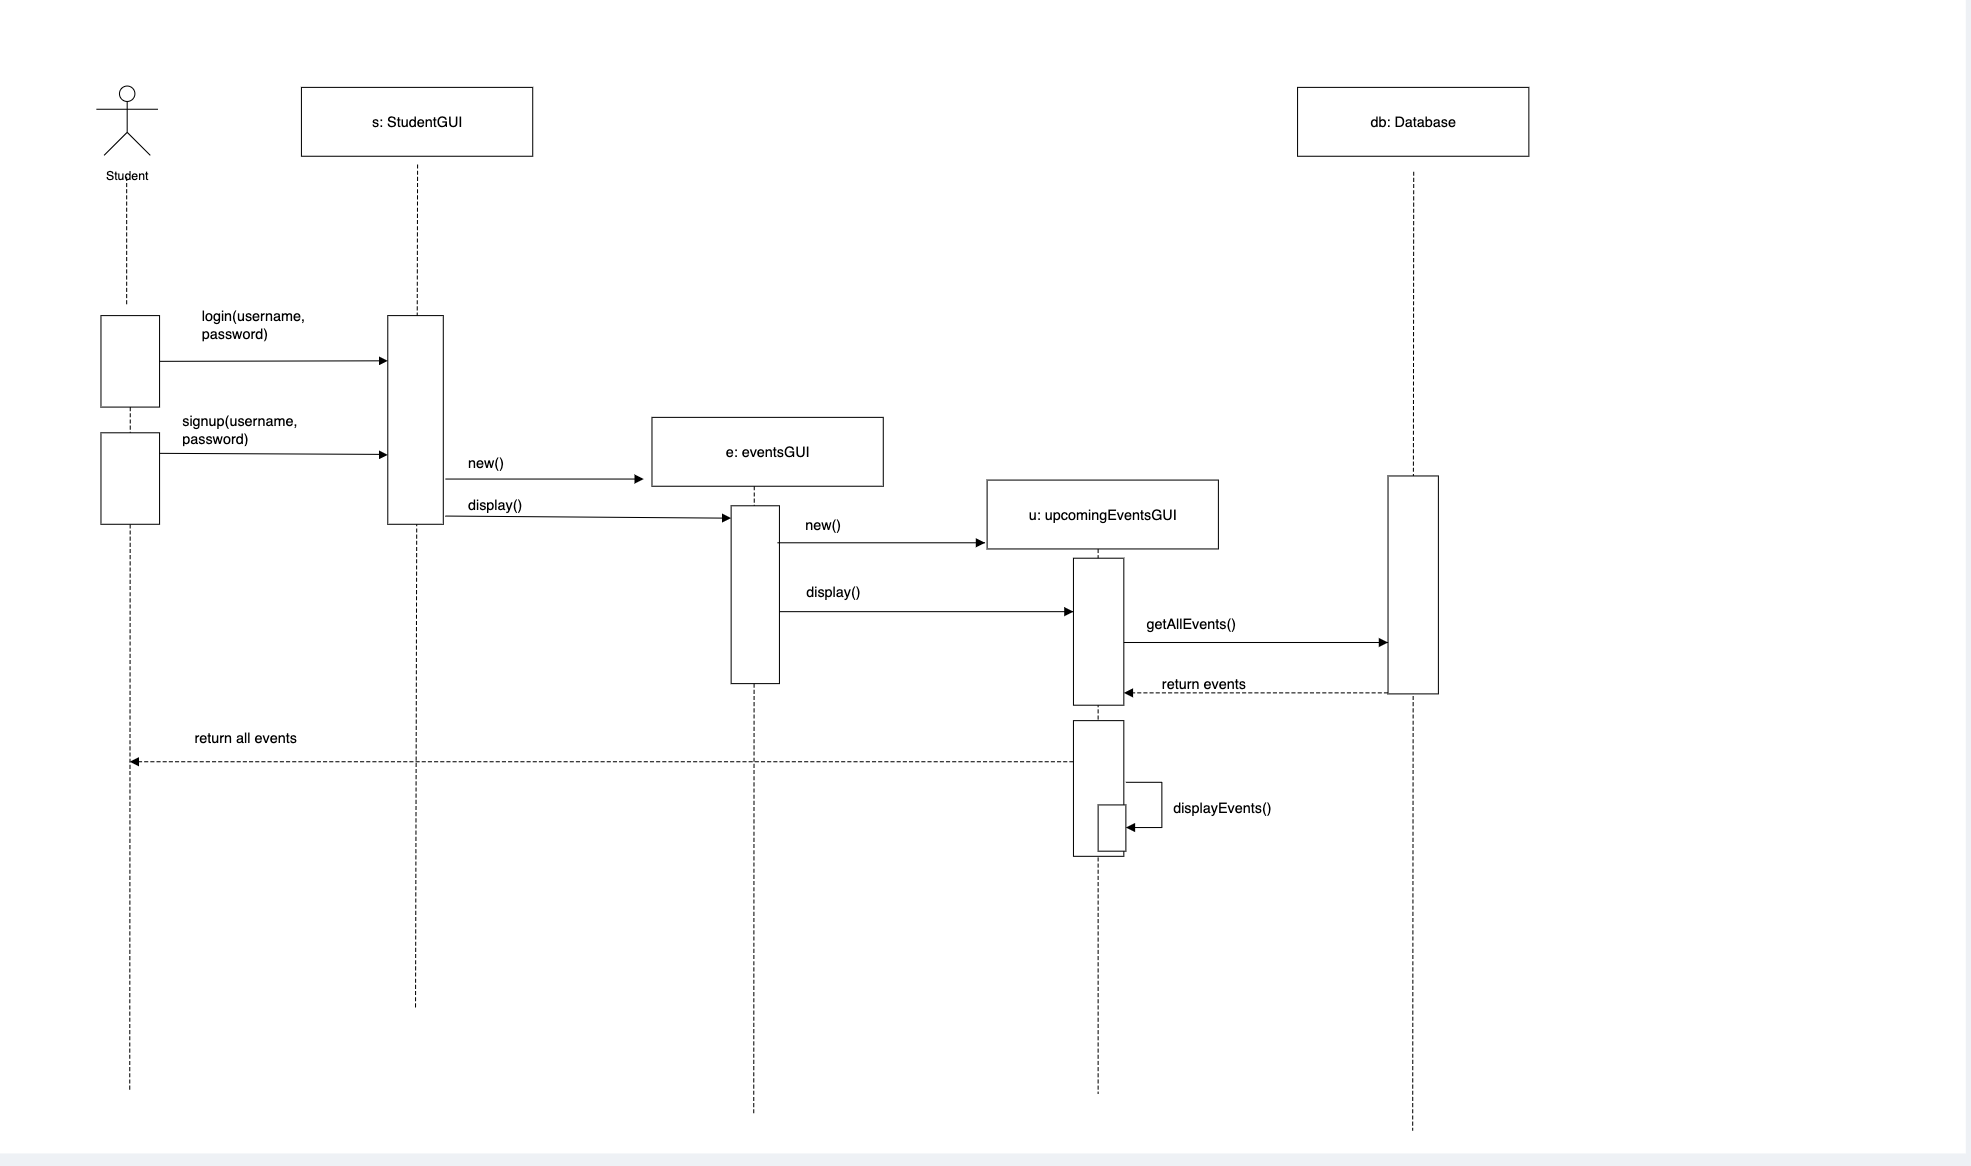 s: StudentGUI
db: Database
Student
login(username,
password)
signup(username,
password)
e: eventsGUI
new()
display()
u: upcomingEventsGUI
new()
display()
getAllEvents()
return events
return all events
displayEvents()